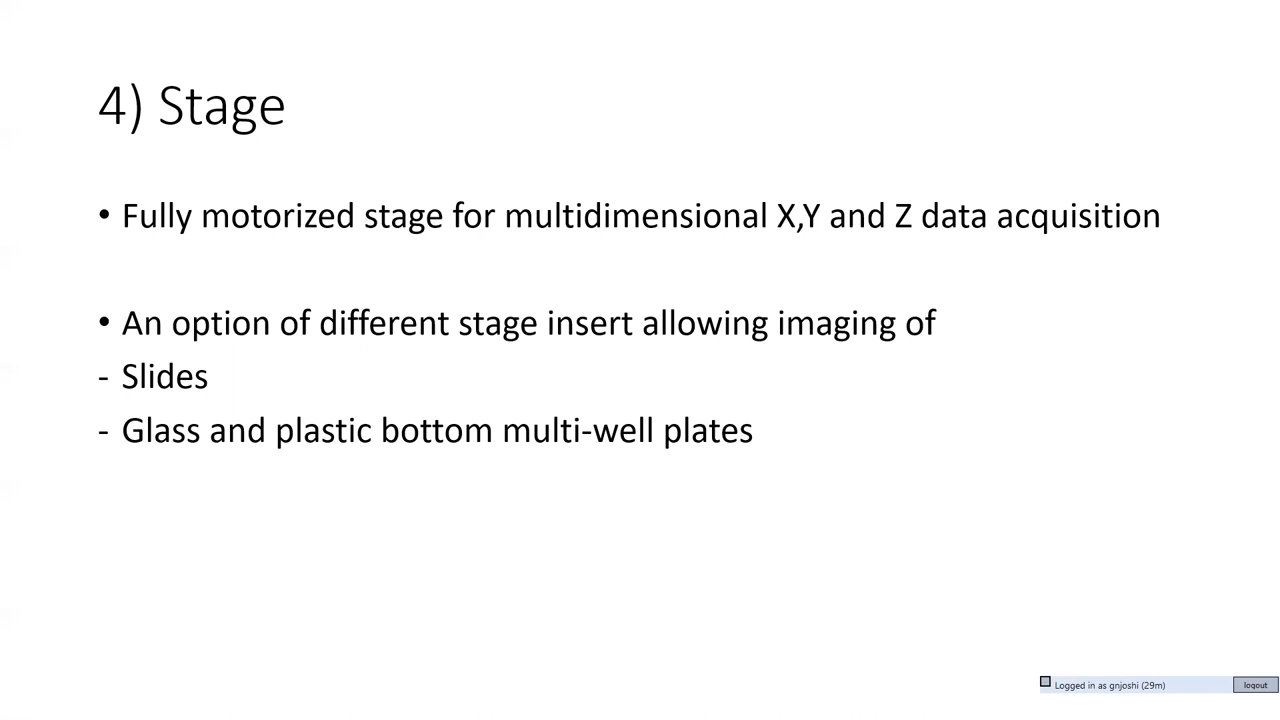 4) Stage
• Fully motorized stage for multidimensional X,Y and Z data acquisition
• An option of different stage insert allowing imaging of
- Slides
- Glass and plastic bottom multi-well plates
Logged in as gnjoshi (29m)
logout